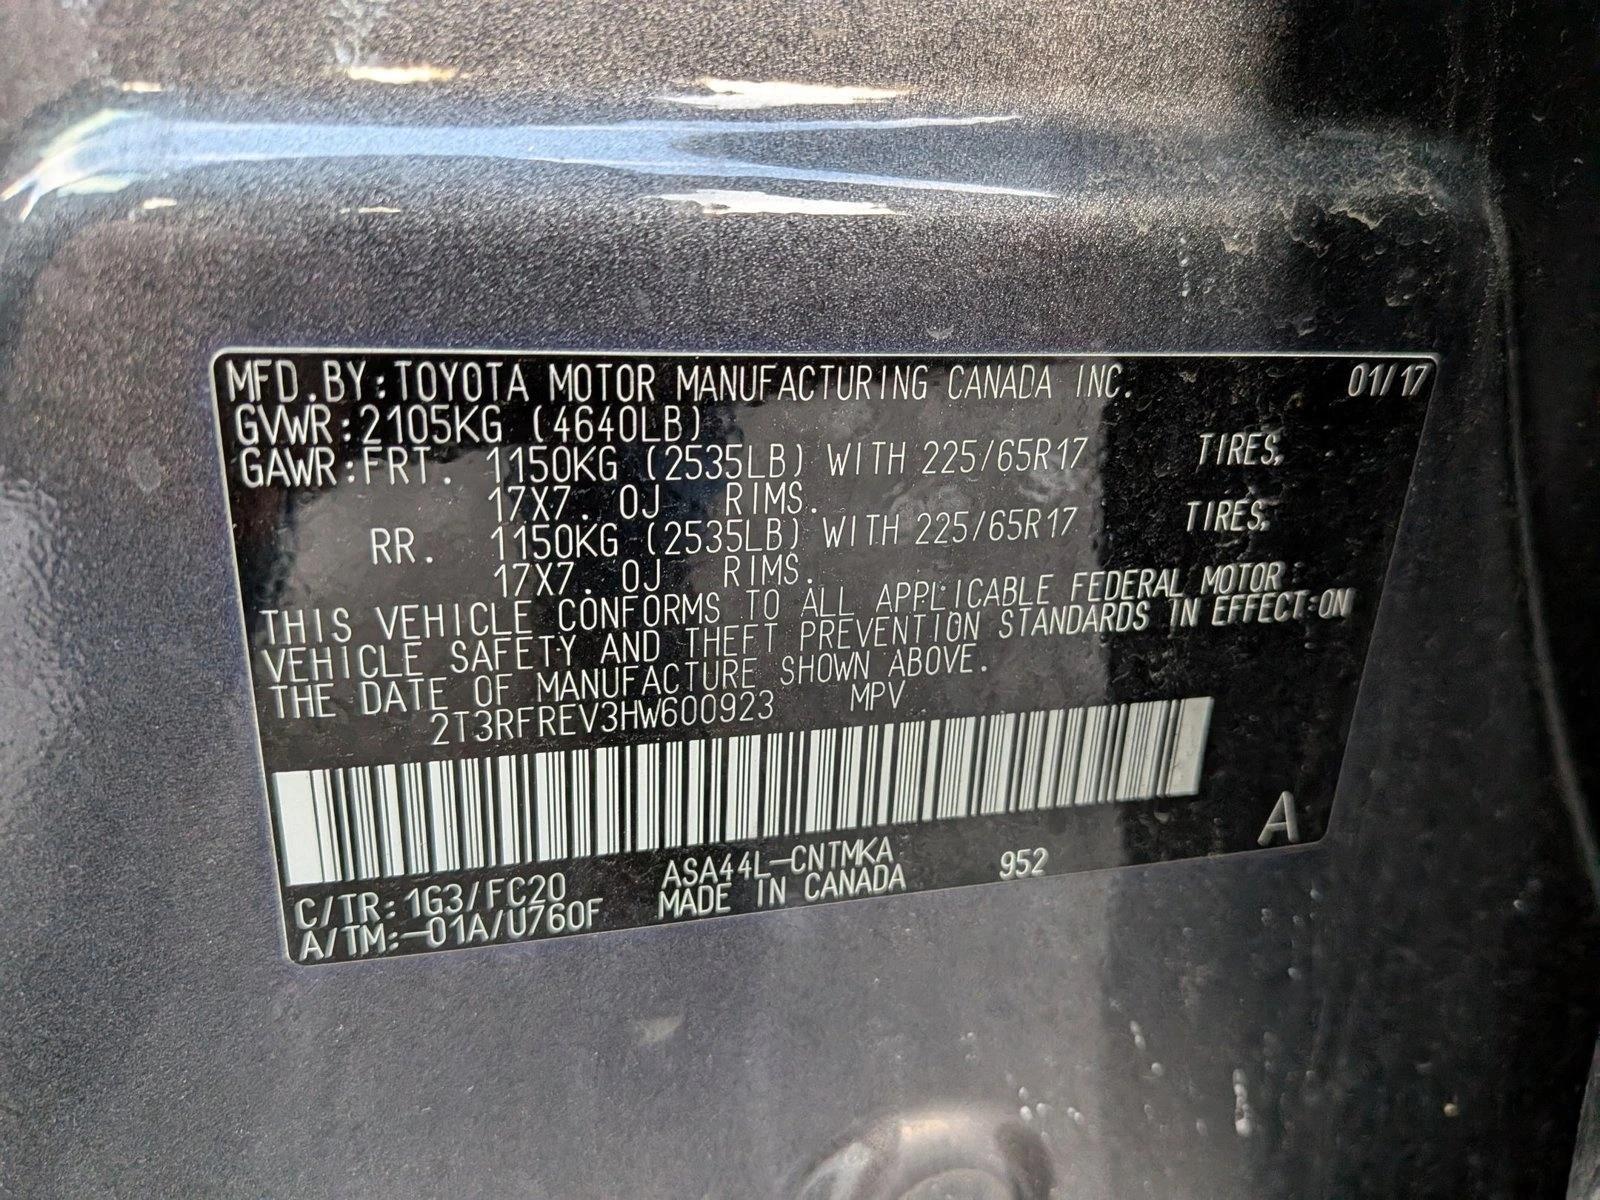 MFD.BY:TOYOTA MOTOR MANUFACTURING CANADA INC. 01/17
GVWR:2105KG (4640LB)
GAWR:FRT. 1150KG (2535LB) WITH 225/65R17 TIRES,
17X7.0J RIMS.
RR. 1150KG (2535LB) WITH 225/65R17 TIRES,
17X7.0J RIMS.
THIS VEHICLE CONFORMS TO ALL APPLICABLE FEDERAL MOTOR
VEHICLE SAFETY AND THEFT PREVENTION STANDARDS IN EFFECT ON
THE DATE OF MANUFACTURE SHOWN ABOVE.
2T3RFREV3HW600923 MPV
A
C/TR:1G3/FC20 ASA44L-CNTMKA 952
A/TM:-01A/U760F MADE IN CANADA